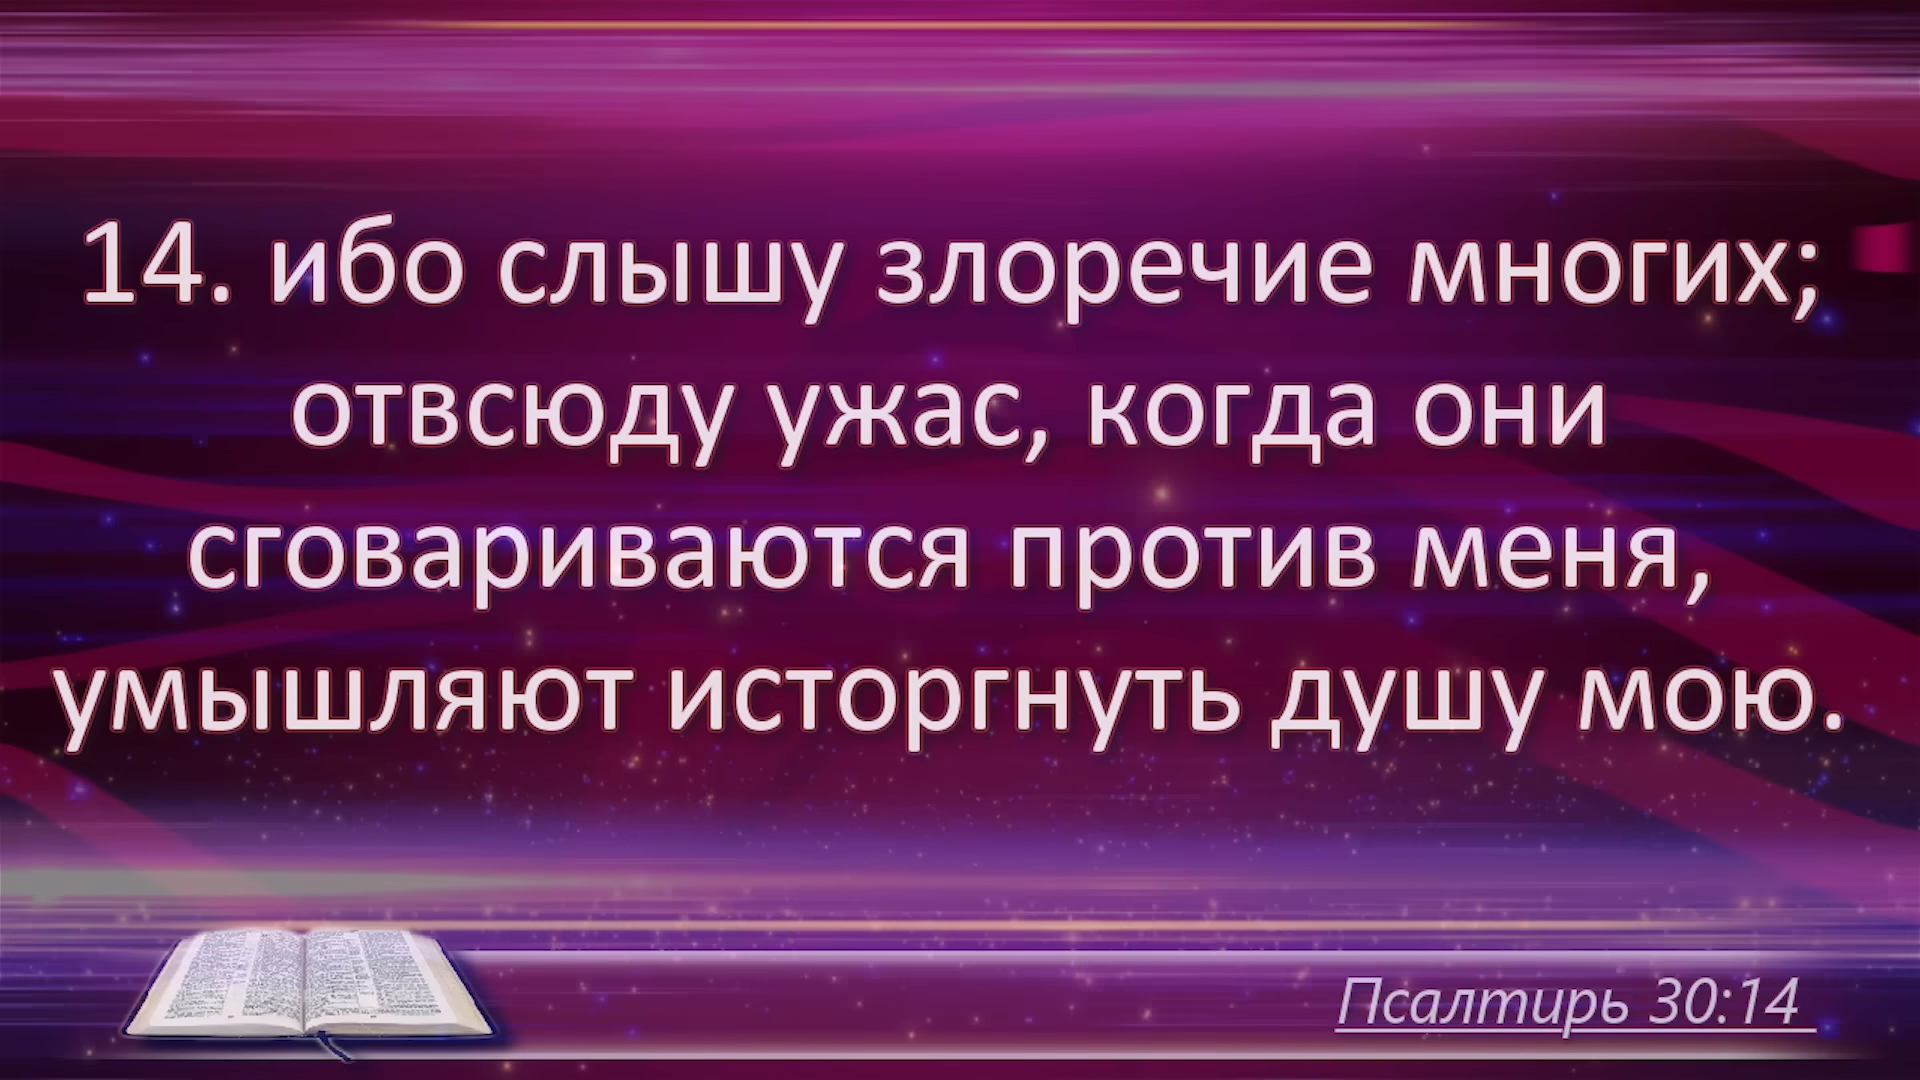 14. ибо слышу злоречие многих;
отвсюду ужас, когда они
сговариваются против меня,
умышляют исторгнуть душу мою.
Псалтирь 30:14